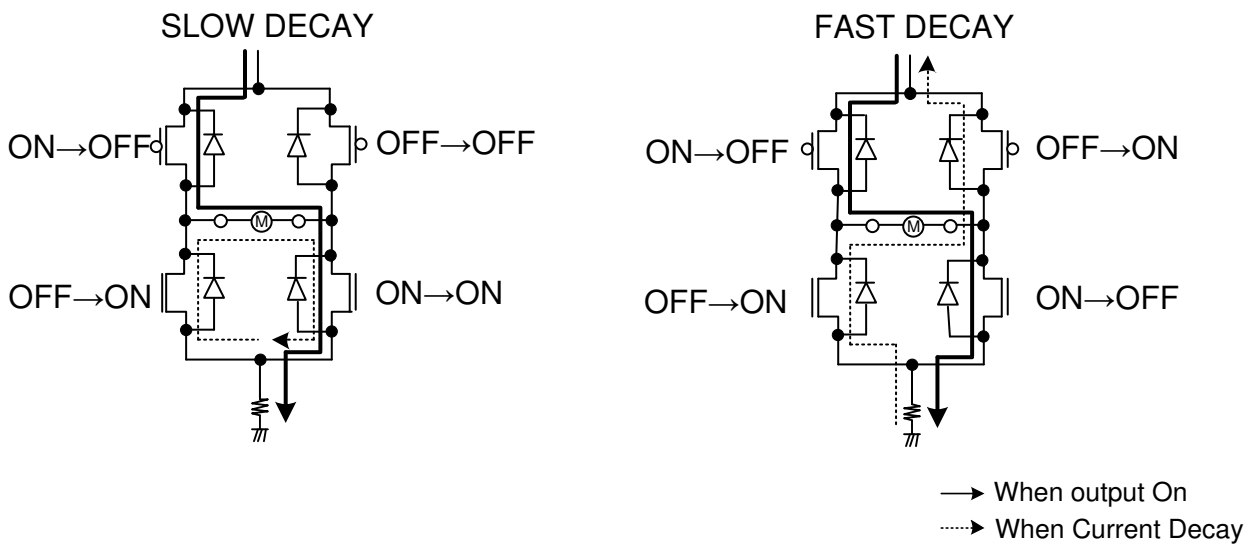 SLOW DECAY
FAST DECAY
ON→OFF
OFF→OFF
ON→OFF
OFF→ON
M
M
OFF→ON
ON→ON
OFF→ON
ON→OFF
When output On
When Current Decay